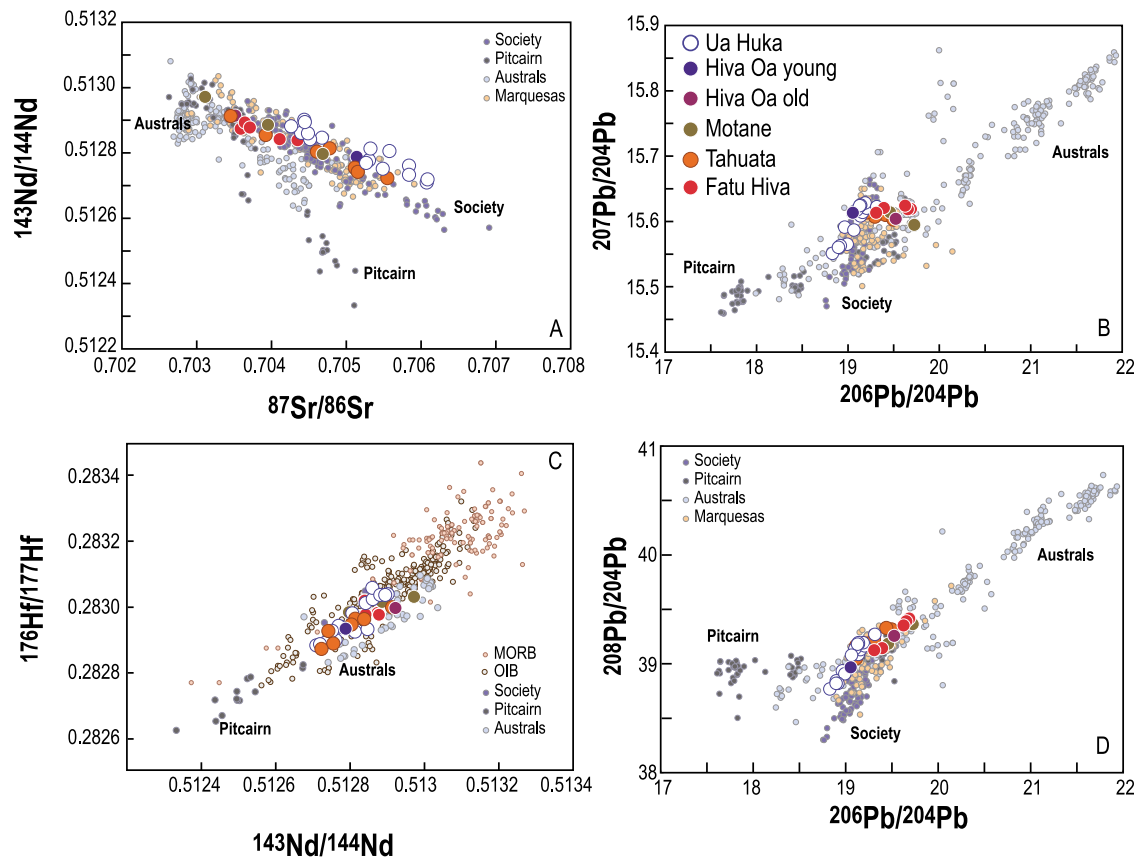 0.5132
0.5130
0.5128
0.5126
0.5124
0.5122
143Nd/144Nd
Society
Pitcairn
Australs
Marquesas
Australs
Society
Pitcairn
A
0.702 0.703 0.704 0.705 0.706 0.707 0.708
87Sr/86Sr
15.9
15.8
15.7
15.6
15.5
15.4
207Pb/204Pb
Ua Huka
Hiva Oa young
Hiva Oa old
Motane
Tahuata
Fatu Hiva
Australs
Pitcairn
Society
B
17 18 19 20 21 22
206Pb/204Pb
0.2834
0.2832
0.2830
0.2828
0.2826
176Hf/177Hf
C
MORB
OIB
Society
Pitcairn
Australs
Australs
Pitcairn
0.5124 0.5126 0.5128 0.513 0.5132 0.5134
143Nd/144Nd
41
40
39
38
208Pb/204Pb
Society
Pitcairn
Australs
Marquesas
Australs
Pitcairn
Society
D
17 18 19 20 21 22
206Pb/204Pb